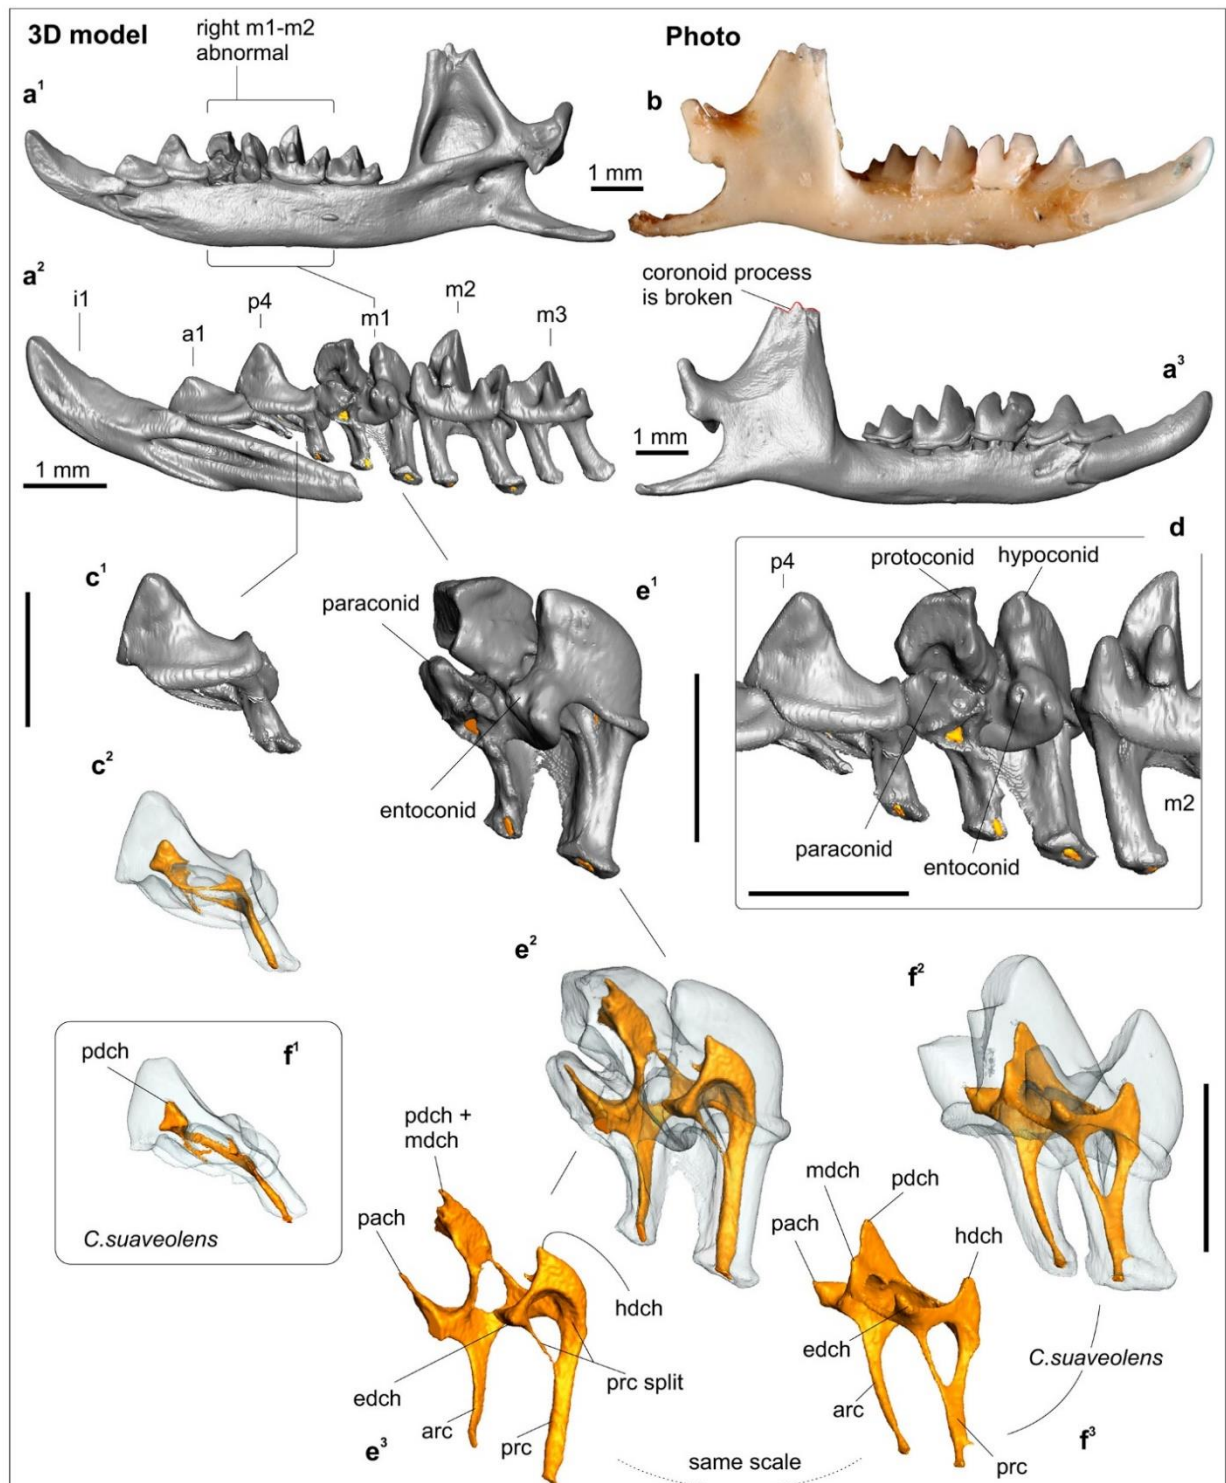 3D model
right m1-m2
abnormal
Photo
a1
b
1 mm
a2
i1
a1
p4
m1
m2
m3
1 mm
coronoid process
is broken
a3
1 mm
c1
paraconid
e1
entoconid
d
p4
protoconid
hypoconid
paraconid
entoconid
m2
c2
e2
f2
pdch
f1
C.suaveolens
pdch +
mdch
pach
hdch
edch
prc split
arc
prc
e3
mdch
pdch
pach
hdch
edch
C.suaveolens
arc
prc
f3
same scale